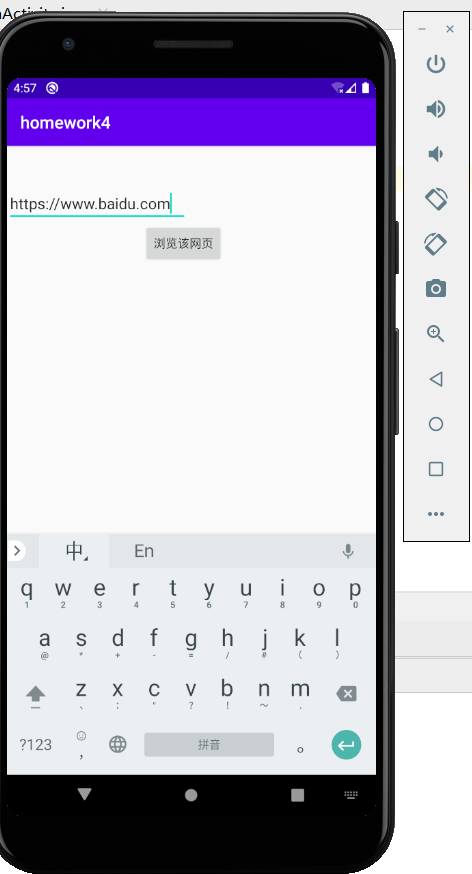 4:57
homework4
https://www.baidu.com
浏览该网页
中 En
q w e r t y u i o p
1 2 3 4 5 6 7 8 9 0
a s d f g h j k l
@ * + - = / # ( )
z x c v b n m
、 : " ? ! ～ .
?123 , 拼音 。